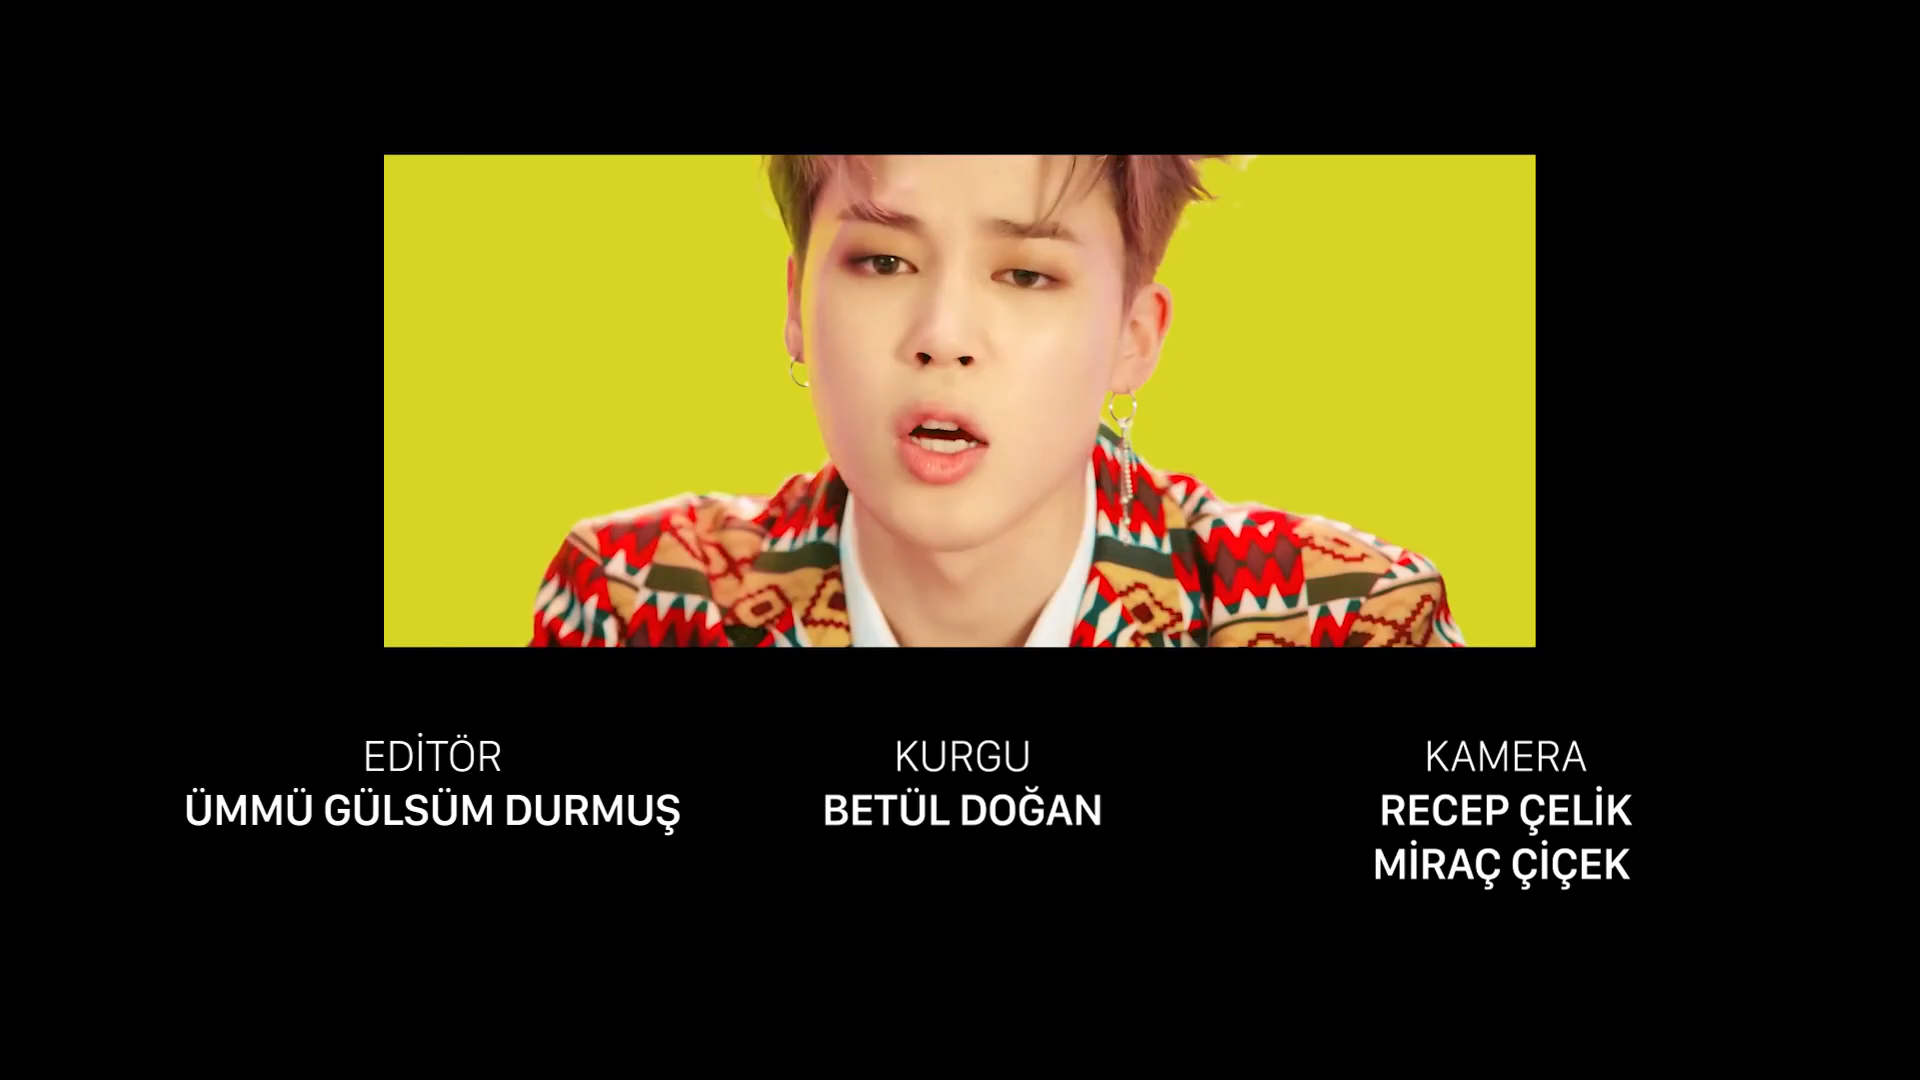 EDİTÖR
ÜMMÜ GÜLSÜM DURMUŞ
KURGU
BETÜL DOĞAN
KAMERA
RECEP ÇELİK
MİRAÇ ÇİÇEK